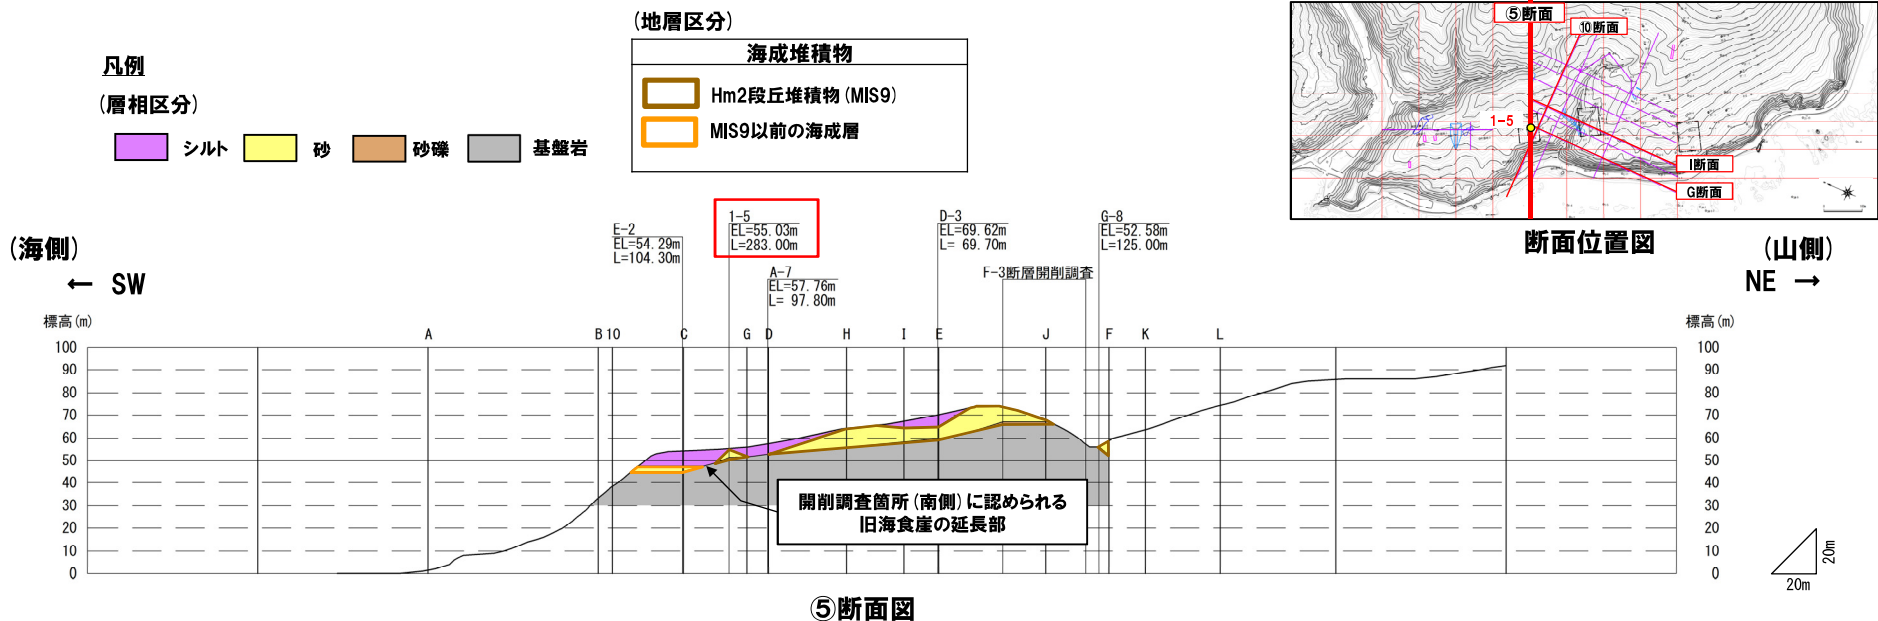 凡例
(層相区分)
シルト
砂
砂礫
基盤岩
(地層区分)
海成堆積物
Hm2段丘堆積物(MIS9)
MIS9以前の海成層
⑤断面
⑩断面
1-5
I断面
G断面
断面位置図
(海側)
← SW
(山側)
NE →
E-2
EL=54.29m
L=104.30m
1-5
EL=55.03m
L=283.00m
A-7
EL=57.76m
L= 97.80m
D-3
EL=69.62m
L= 69.70m
F-3断層開削調査
G-8
EL=52.58m
L=125.00m
標高(m)
標高(m)
A B 10 C G D H I E J F K L
100 100
90 90
80 80
70 70
60 60
50 50
40 40
30 30
20 20
10 10
0 0
開削調査箇所(南側)に認められる
旧海食崖の延長部
20m
20m
⑤断面図